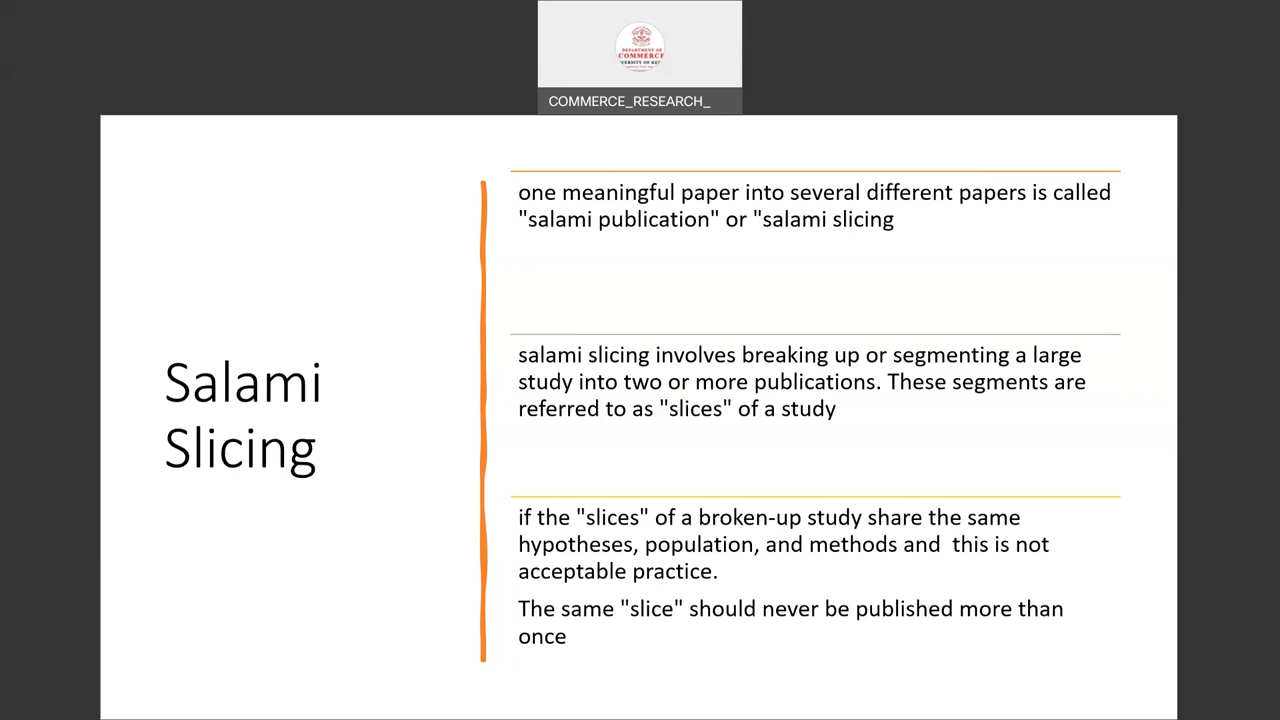 DEPARTMENT OF
COMMERCE
COMMERCE_RESEARCH_
Salami
Slicing
one meaningful paper into several different papers is called
"salami publication" or "salami slicing
salami slicing involves breaking up or segmenting a large
study into two or more publications. These segments are
referred to as "slices" of a study
if the "slices" of a broken-up study share the same
hypotheses, population, and methods and  this is not
acceptable practice.
The same "slice" should never be published more than
once